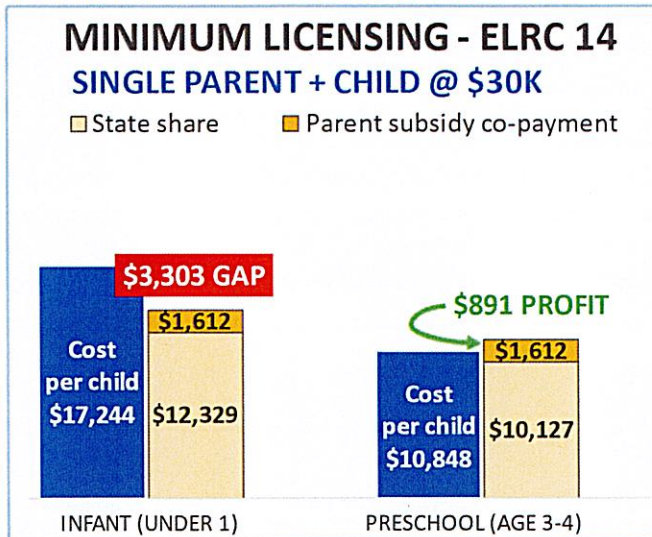 MINIMUM LICENSING - ELRC 14
SINGLE PARENT + CHILD @ $30K
State share
Parent subsidy co-payment
$3,303 GAP
$1,612
Cost
per child
$17,244
$12,329
INFANT (UNDER 1)
$891 PROFIT
$1,612
Cost
per child
$10,848
$10,127
PRESCHOOL (AGE 3-4)